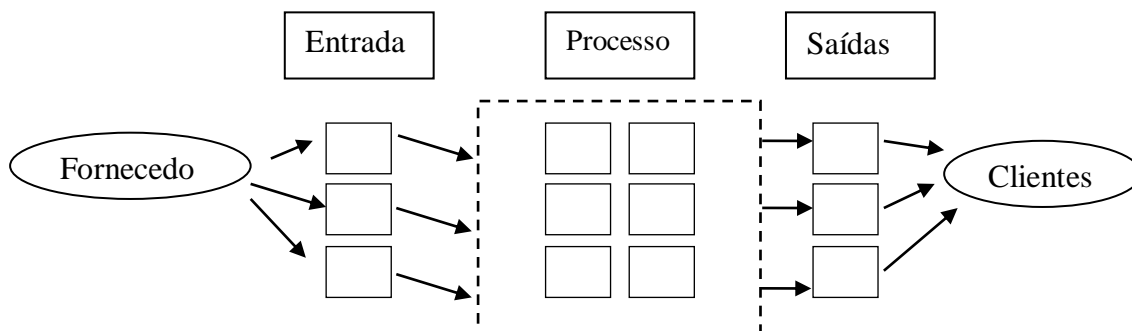 Entrada
Processo
Saídas
Fornecedo
Clientes